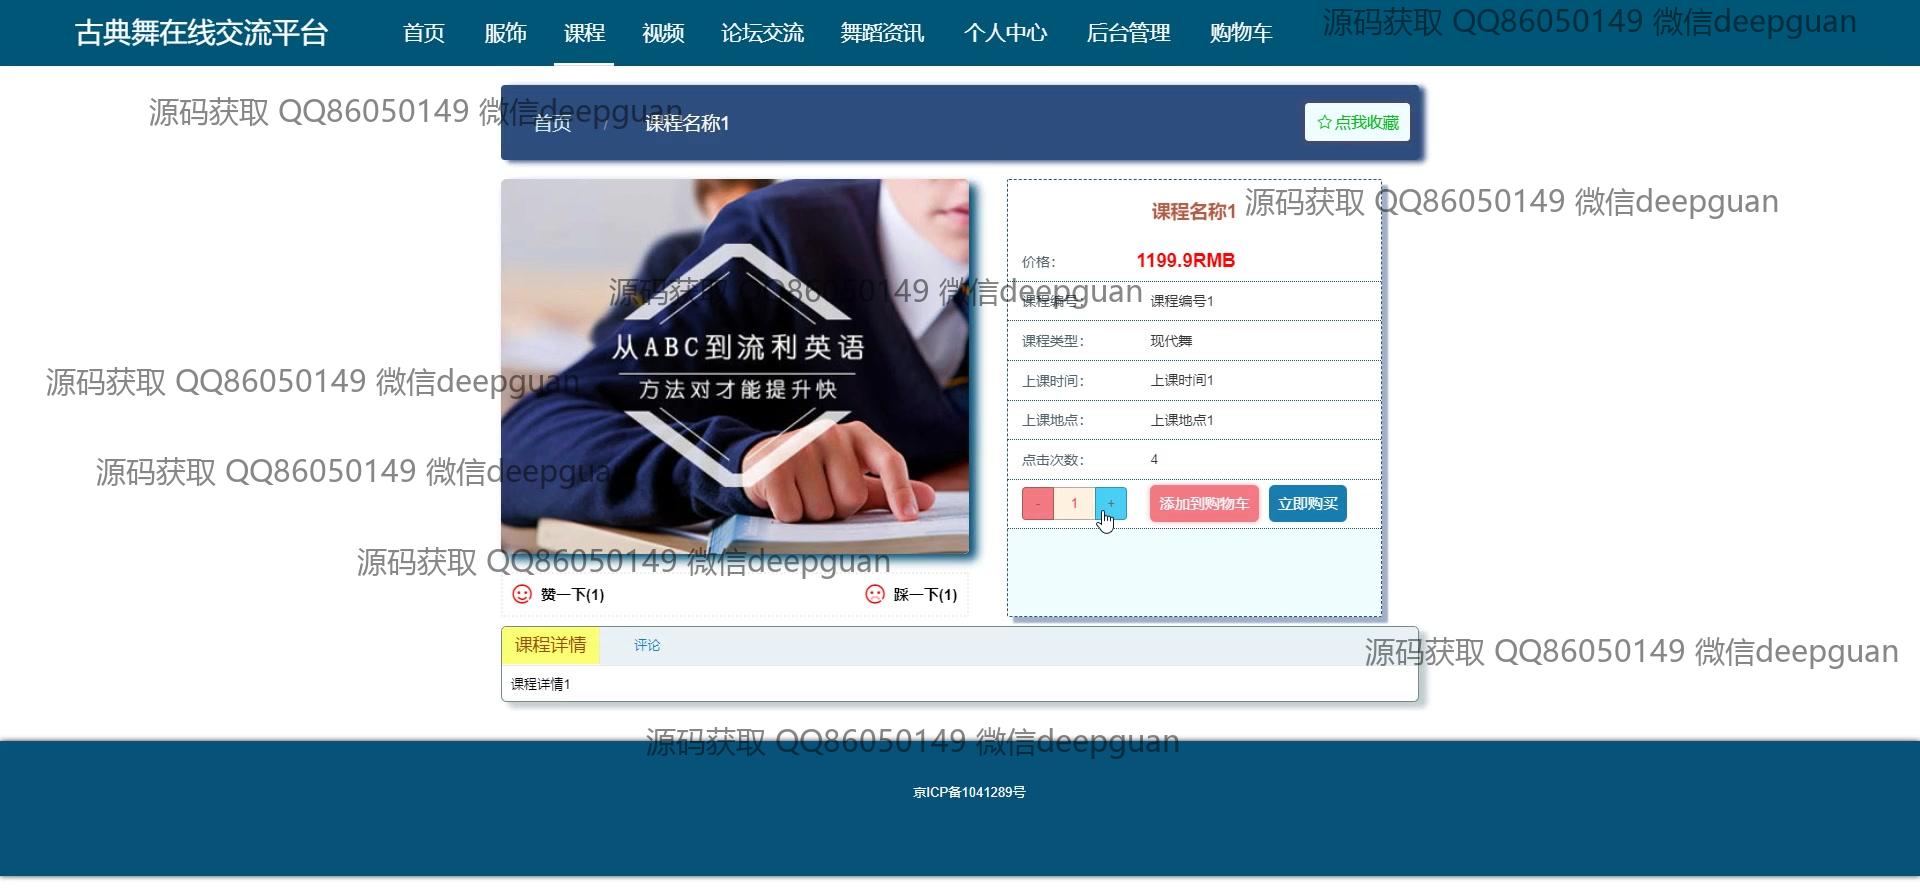 古典舞在线交流平台 首页 服饰 课程 视频 论坛交流 舞蹈资讯 个人中心 后台管理 购物车
源码获取 QQ86050149 微信deepguan
源码获取 QQ86050149 微信deepguan
首页 / 课程名称1 ☆点我收藏
源码获取 QQ86050149 微信deepguan
课程名称1
价格： 1199.9RMB
源码获取 QQ86050149 微信deepguan
课程编号： 课程编号1
课程类型： 现代舞
从ABC到流利英语
方法对才能提升快
上课时间： 上课时间1
源码获取 QQ86050149 微信deepguan
上课地点： 上课地点1
点击次数： 4
源码获取 QQ86050149 微信deepguan
- 1 + 添加到购物车 立即购买
源码获取 QQ86050149 微信deepguan
赞一下(1) 踩一下(1)
课程详情 评论
源码获取 QQ86050149 微信deepguan
课程详情1
源码获取 QQ86050149 微信deepguan
京ICP备1041289号